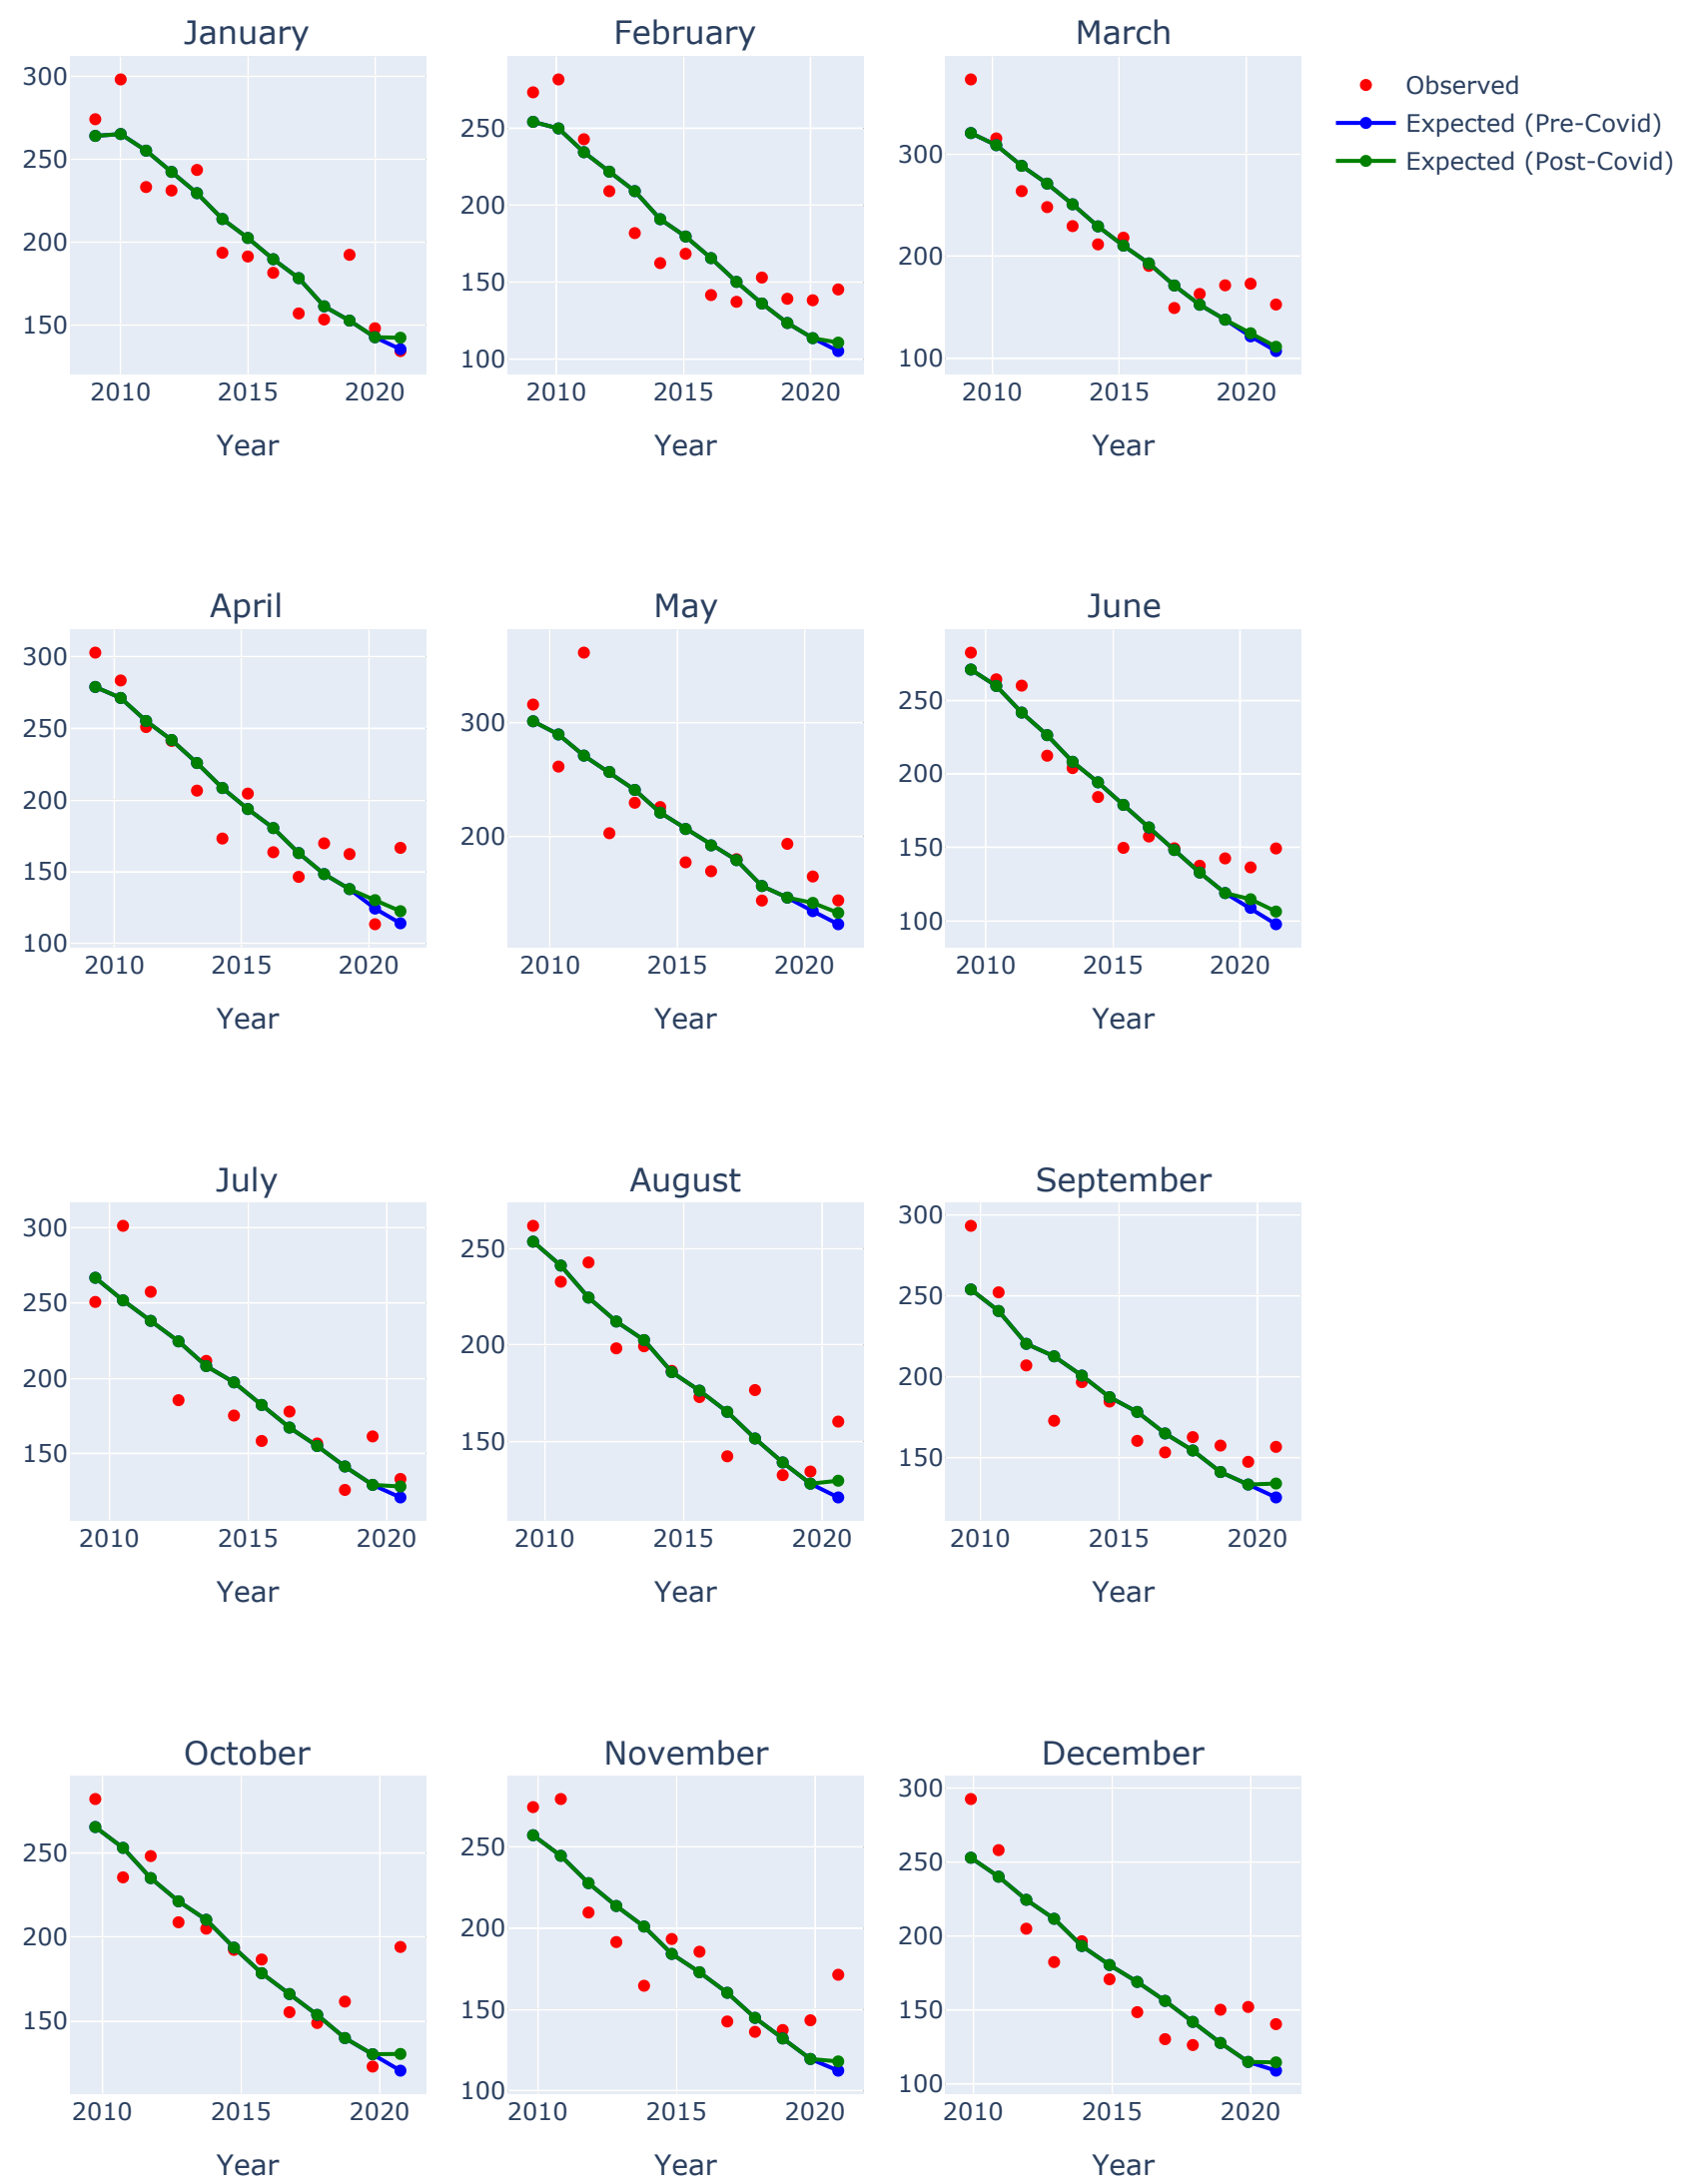 January February March
300
250
200
150
2010 2015 2020
Year
250
200
150
100
2010 2015 2020
Year
300
200
100
2010 2015 2020
Year
Observed
Expected (Pre-Covid)
Expected (Post-Covid)
April May June
300
250
200
150
100
2010 2015 2020
Year
300
200
2010 2015 2020
Year
250
200
150
100
2010 2015 2020
Year
July August September
300
250
200
150
2010 2015 2020
Year
250
200
150
2010 2015 2020
Year
300
250
200
150
2010 2015 2020
Year
October November December
250
200
150
2010 2015 2020
Year
250
200
150
100
2010 2015 2020
Year
300
250
200
150
100
2010 2015 2020
Year